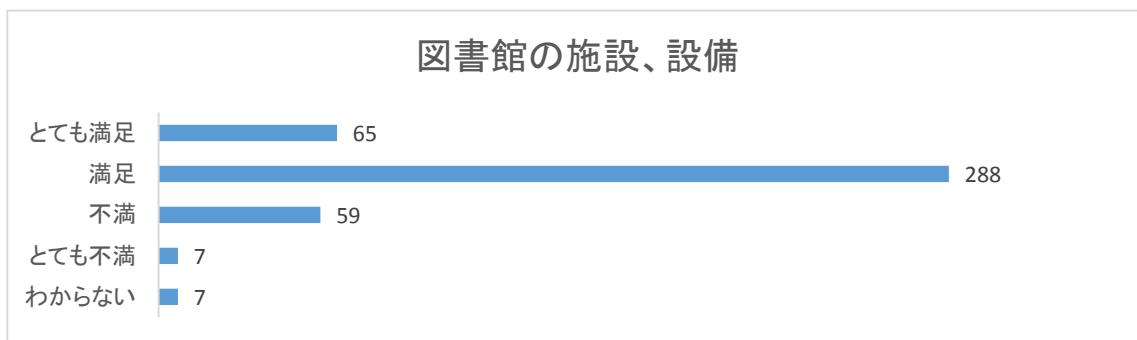 図書館の施設、設備
とても満足 65
満足 288
不満 59
とても不満 7
わからない 7